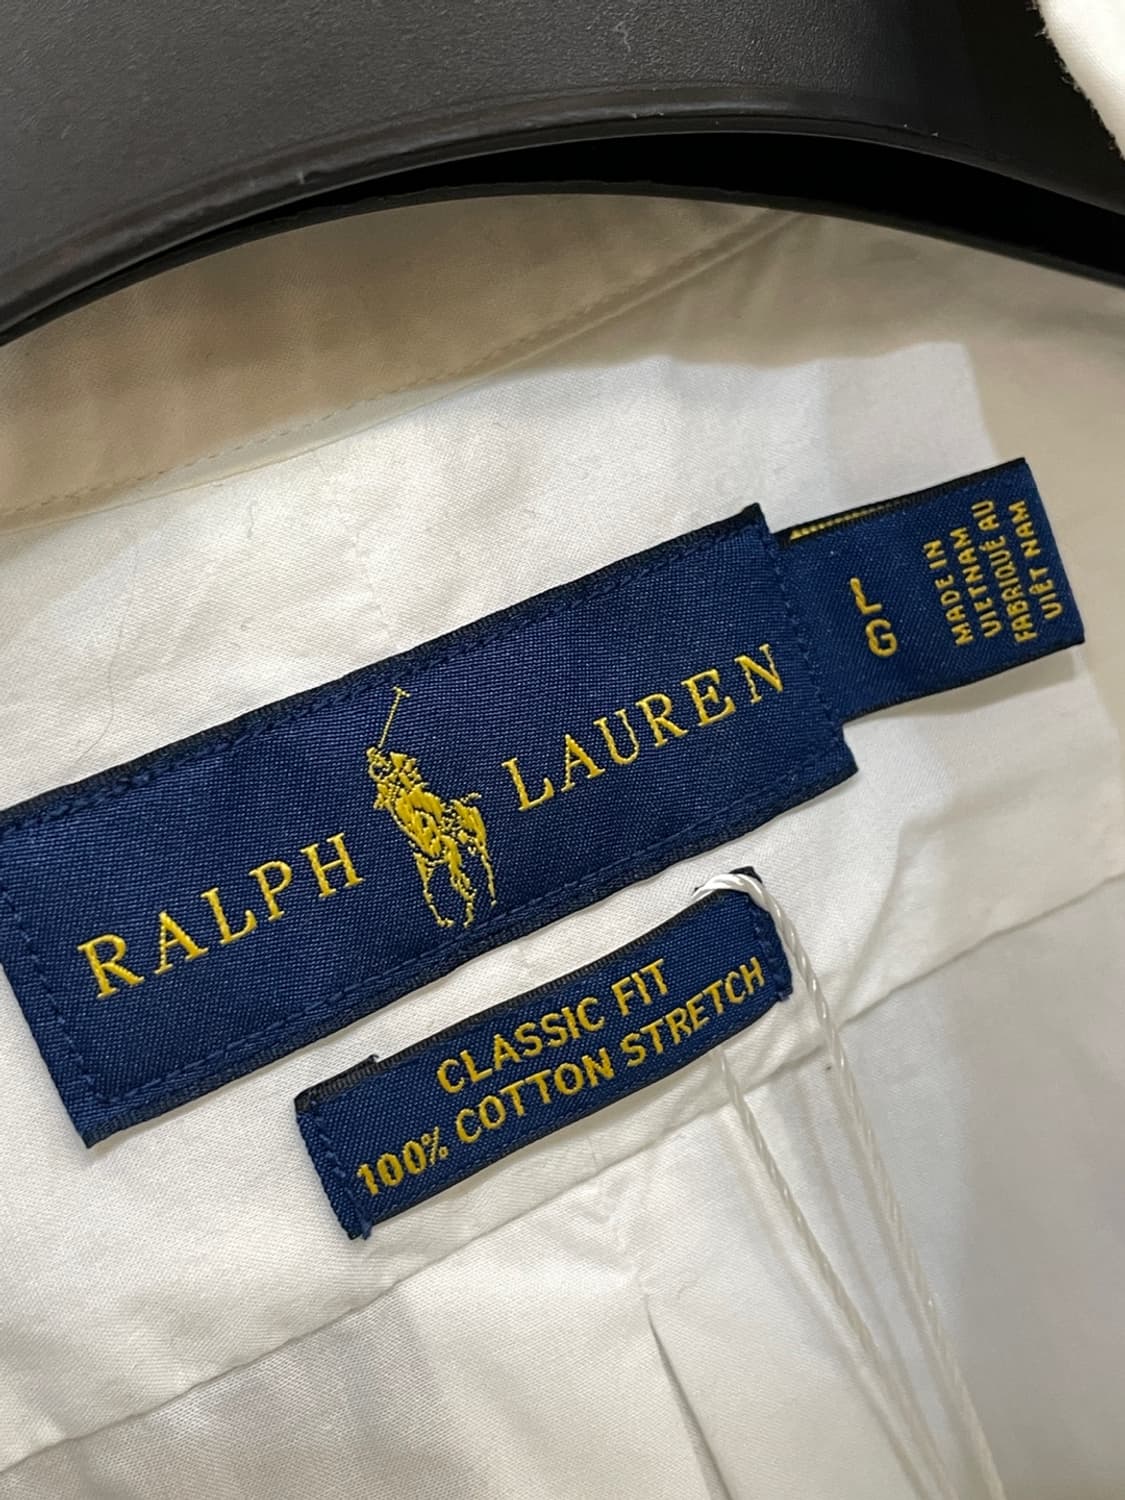 RALPH LAUREN
L
G
MADE IN
VIETNAM
FABRIQUÉ AU
VIÊT NAM
CLASSIC FIT
100% COTTON STRETCH